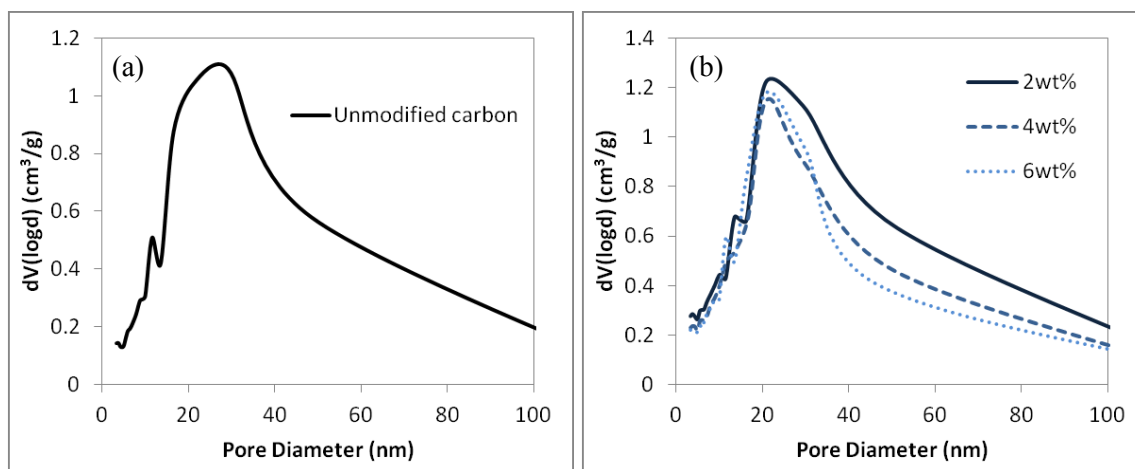 (a)
Unmodified carbon
dV(logd) (cm³/g)
1.2
1
0.8
0.6
0.4
0.2
0
0 20 40 60 80 100
Pore Diameter (nm)
(b)
2wt%
4wt%
6wt%
dV(logd) (cm³/g)
1.4
1.2
1
0.8
0.6
0.4
0.2
0
0 20 40 60 80 100
Pore Diameter (nm)